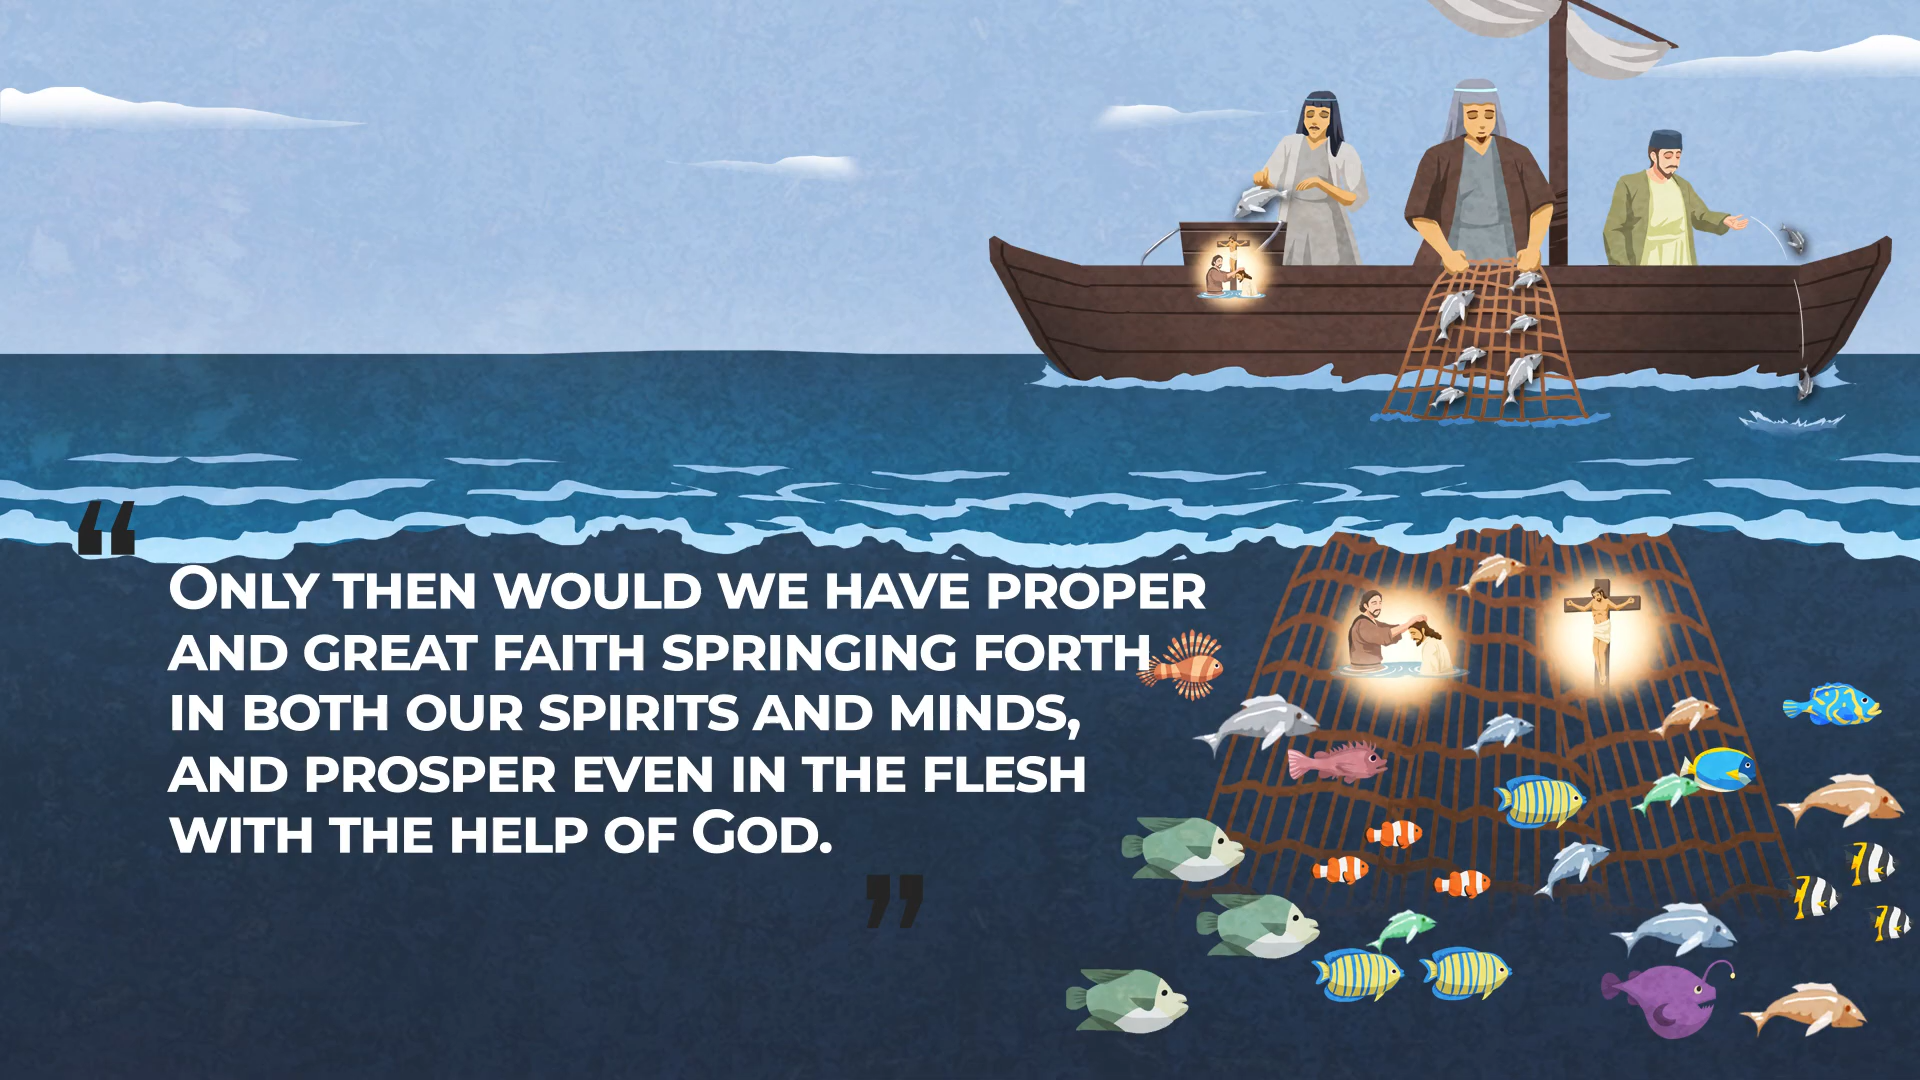 “
ONLY THEN WOULD WE HAVE PROPER
AND GREAT FAITH SPRINGING FORTH
IN BOTH OUR SPIRITS AND MINDS,
AND PROSPER EVEN IN THE FLESH
WITH THE HELP OF GOD.
”